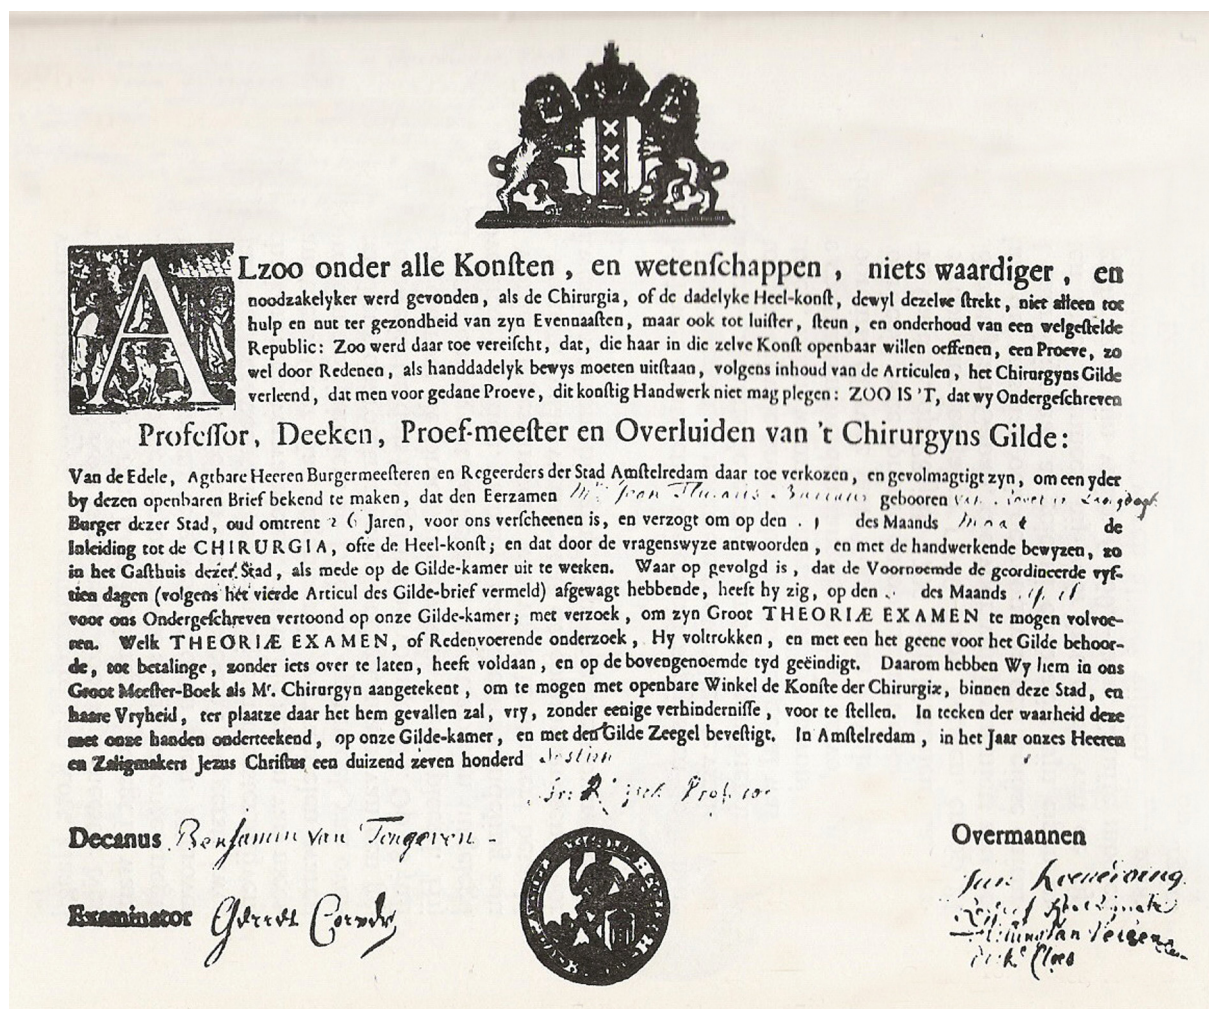 ALzoo onder alle Konſten, en wetenſchappen, niets waardiger, en
noodzakelyker werd gevonden, als de Chirurgia, of de dadelyke Heel-konſt, dewyl dezelve ſtrekt, niet alleen tot
hulp en nut ter gezondheid van zyn Evennaaſten, maar ook tot luiſter, ſteun, en onderhoud van een welgeſtelde
Republic: Zoo werd daar toe vereiſcht, dat, die haar in die zelve Konſt openbaar willen oeffenen, een Proeve, zo
wel door Redenen, als handdadelyk bewys moeten uitſtaan, volgens inhoud van de Articulen, het Chirurgyns Gilde
verleend, dat men voor gedane Proeve, dit konſtig Handwerk niet mag plegen: ZOO IS 'T, dat wy Ondergeſchreven
Profeſſor, Deeken, Proef-meeſter en Overluiden van 't Chirurgyns Gilde:
Van de Edele, Agtbare Heeren Burgermeeſteren en Regeerders der Stad Amſtelredam daar toe verkozen, en gevolmagtigt zyn, om een yder
by dezen openbaren Brief bekend te maken, dat den Eerzamen gebooren
Burger dezer Stad, oud omtrent 26 Jaren, voor ons verſcheenen is, en verzogt om op den des Maands de
Inleiding tot de CHIRURGIA, ofte de Heel-konſt; en dat door de vragenswyze antwoorden, en met de handwerkende bewyzen, zo
in het Gaſthuis dezer Stad, als mede op de Gilde-kamer uit te werken. Waar op gevolgd is, dat de Voornoemde de geordineerde vyf-
tien dagen (volgens het vierde Articul des Gilde-brief vermeld) afgewagt hebbende, heeft hy zig, op den des Maands
voor ons Ondergeſchreven vertoond op onze Gilde-kamer; met verzoek, om zyn Groot THEORIÆ EXAMEN te mogen volvoe-
ren. Welk THEORIÆ EXAMEN, of Redenvoerende onderzoek, Hy voltrokken, en met een het geene voor het Gilde behoor-
de, tot betalinge, zonder iets over te laten, heeft voldaan, en op de bovengenoemde tyd geëindigt. Daarom hebben Wy hem in ons
Groot Meeſter-Boek als Mr. Chirurgyn aangetekent, om te mogen met openbare Winkel de Konſte der Chirurgiæ, binnen deze Stad, en
haare Vryheid, ter plaatze daar het hem gevallen zal, vry, zonder eenige verhinderniſſe, voor te ſtellen. In teeken der waarheid deze
met onze handen onderteekend, op onze Gilde-kamer, en met den Gilde Zeegel beveſtigt. In Amſtelredam, in het Jaar onzes Heeren
en Zaligmakers Jezus Chriſtus een duizend zeven honderd
Profeſſor
Decanus Benjamin van Tongeren
Overmannen
Examinator Gerret
Jan